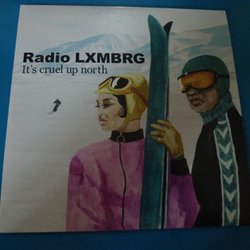 Radio LXMBRG
It's cruel up north